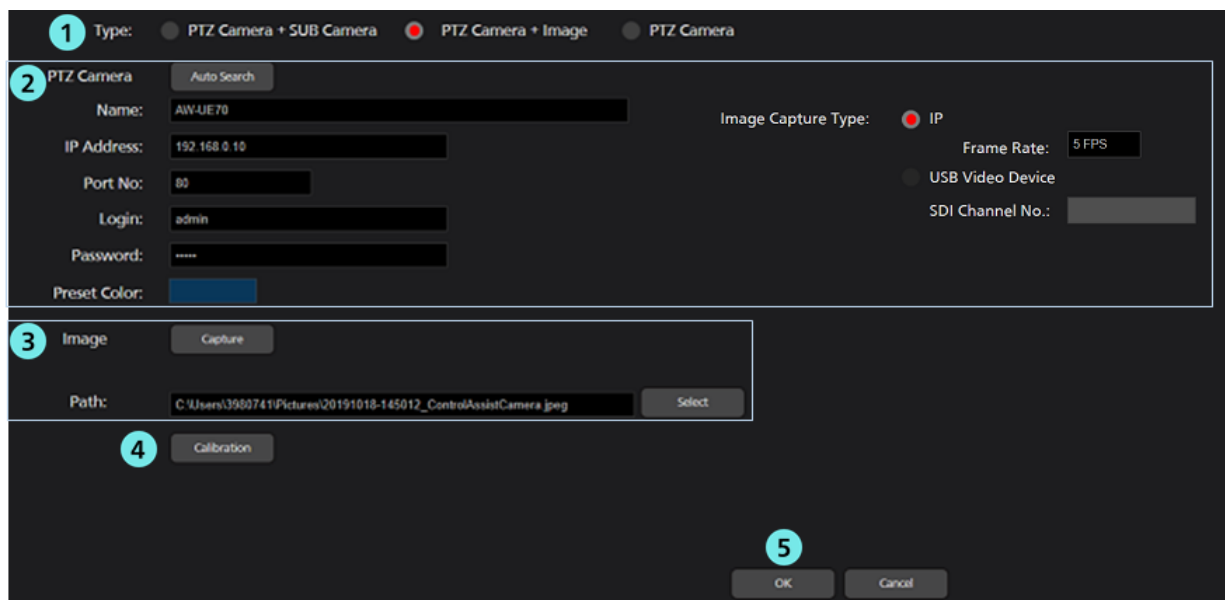 1 Type: PTZ Camera + SUB Camera PTZ Camera + Image PTZ Camera
2 PTZ Camera Auto Search
Name: AW-UE70
Image Capture Type: IP
IP Address: 192.168.0.10
Frame Rate: 5 FPS
Port No: 80
USB Video Device
Login: admin
SDI Channel No.:
Password: •••••
Preset Color:
3 Image Capture
Path: C:\Users\3980741\Pictures\20191018-145012_ControlAssistCamera.jpeg Select
4 Calibration
5
OK Cancel